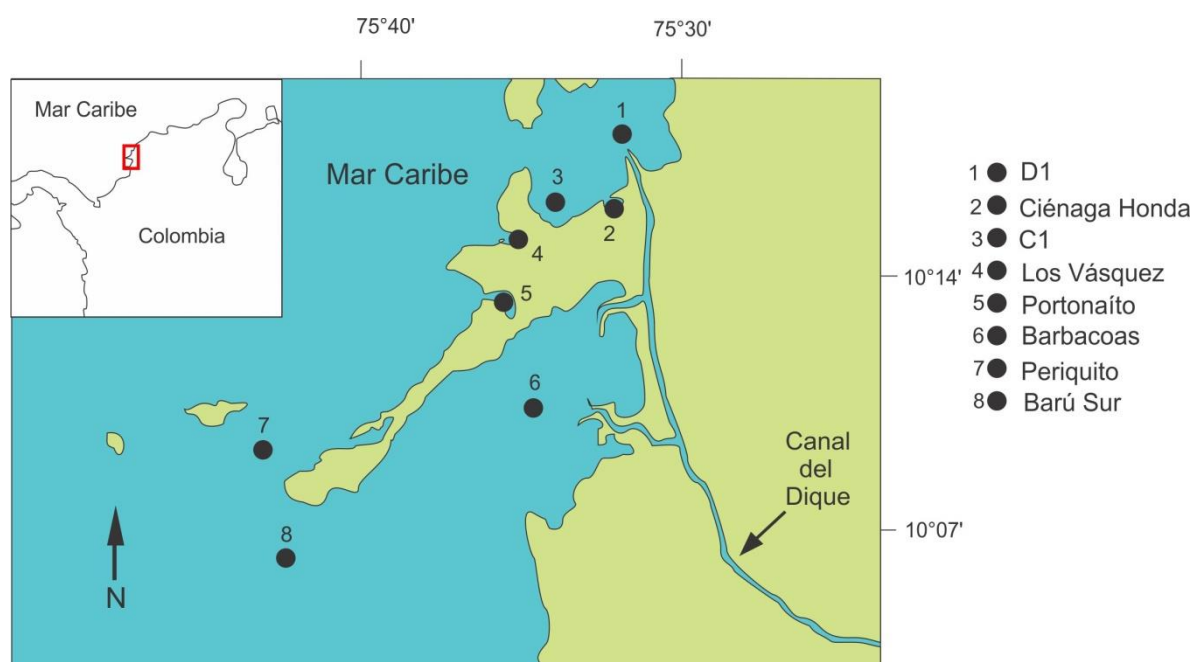 75°40'
75°30'
Mar Caribe
Colombia
Mar Caribe
1
2
3
4
5
6
7
8
10°14'
10°07'
Canal
del
Dique
N
1 D1
2 Ciénaga Honda
3 C1
4 Los Vásquez
5 Portonaíto
6 Barbacoas
7 Periquito
8 Barú Sur